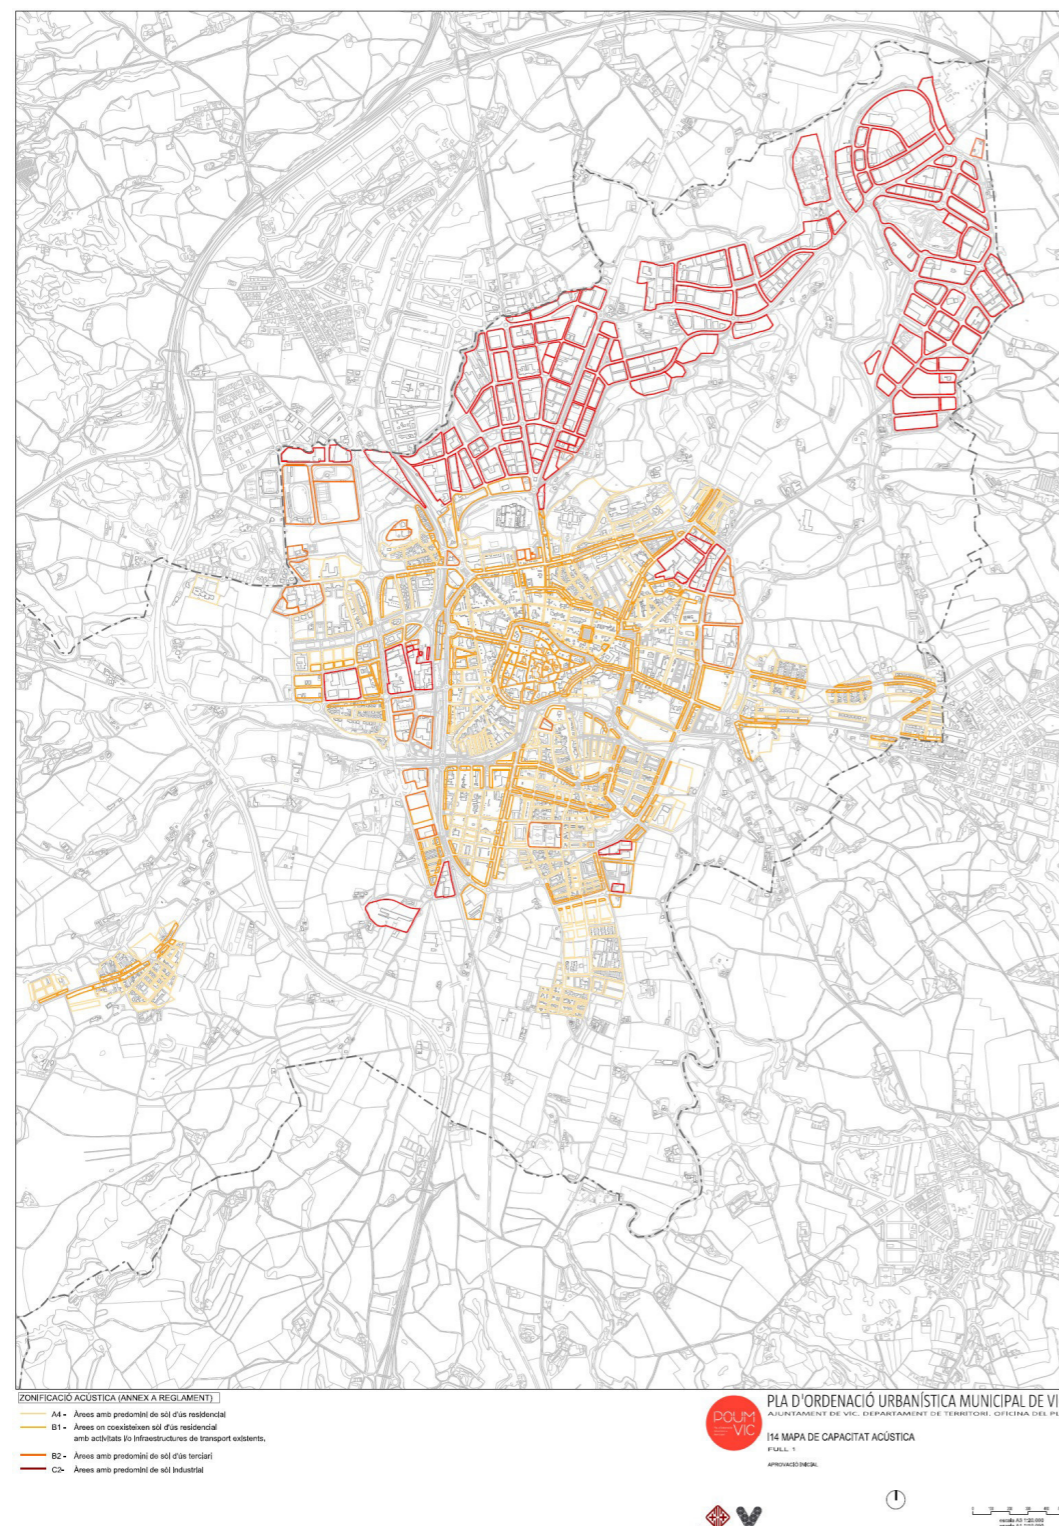 ZONIFICACIÓ ACÚSTICA (ANNEX A REGLAMENT)
A4 - Àrees amb predomini de sòl d'ús residencial
B1 - Àrees on coexisteixen sòl d'ús residencial
amb activitats i/o infraestructures de transport existents.
B2 - Àrees amb predomini de sòl d'ús terciari
C2- Àrees amb predomini de sòl industrial
POUM
VIC
PLA D'ORDENACIÓ URBANÍSTICA MUNICIPAL DE VI
AJUNTAMENT DE VIC. DEPARTAMENT DE TERRITORI. OFICINA DEL PL
I14 MAPA DE CAPACITAT ACÚSTICA
FULL 1
APROVACIÓ INICIAL